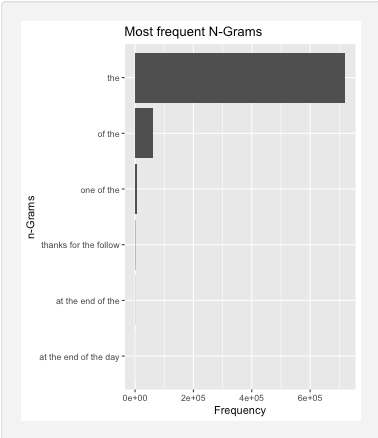 Most frequent N-Grams
n-Grams
the
of the
one of the
thanks for the follow
at the end of the
at the end of the day
0e+00 2e+05 4e+05 6e+05
Frequency